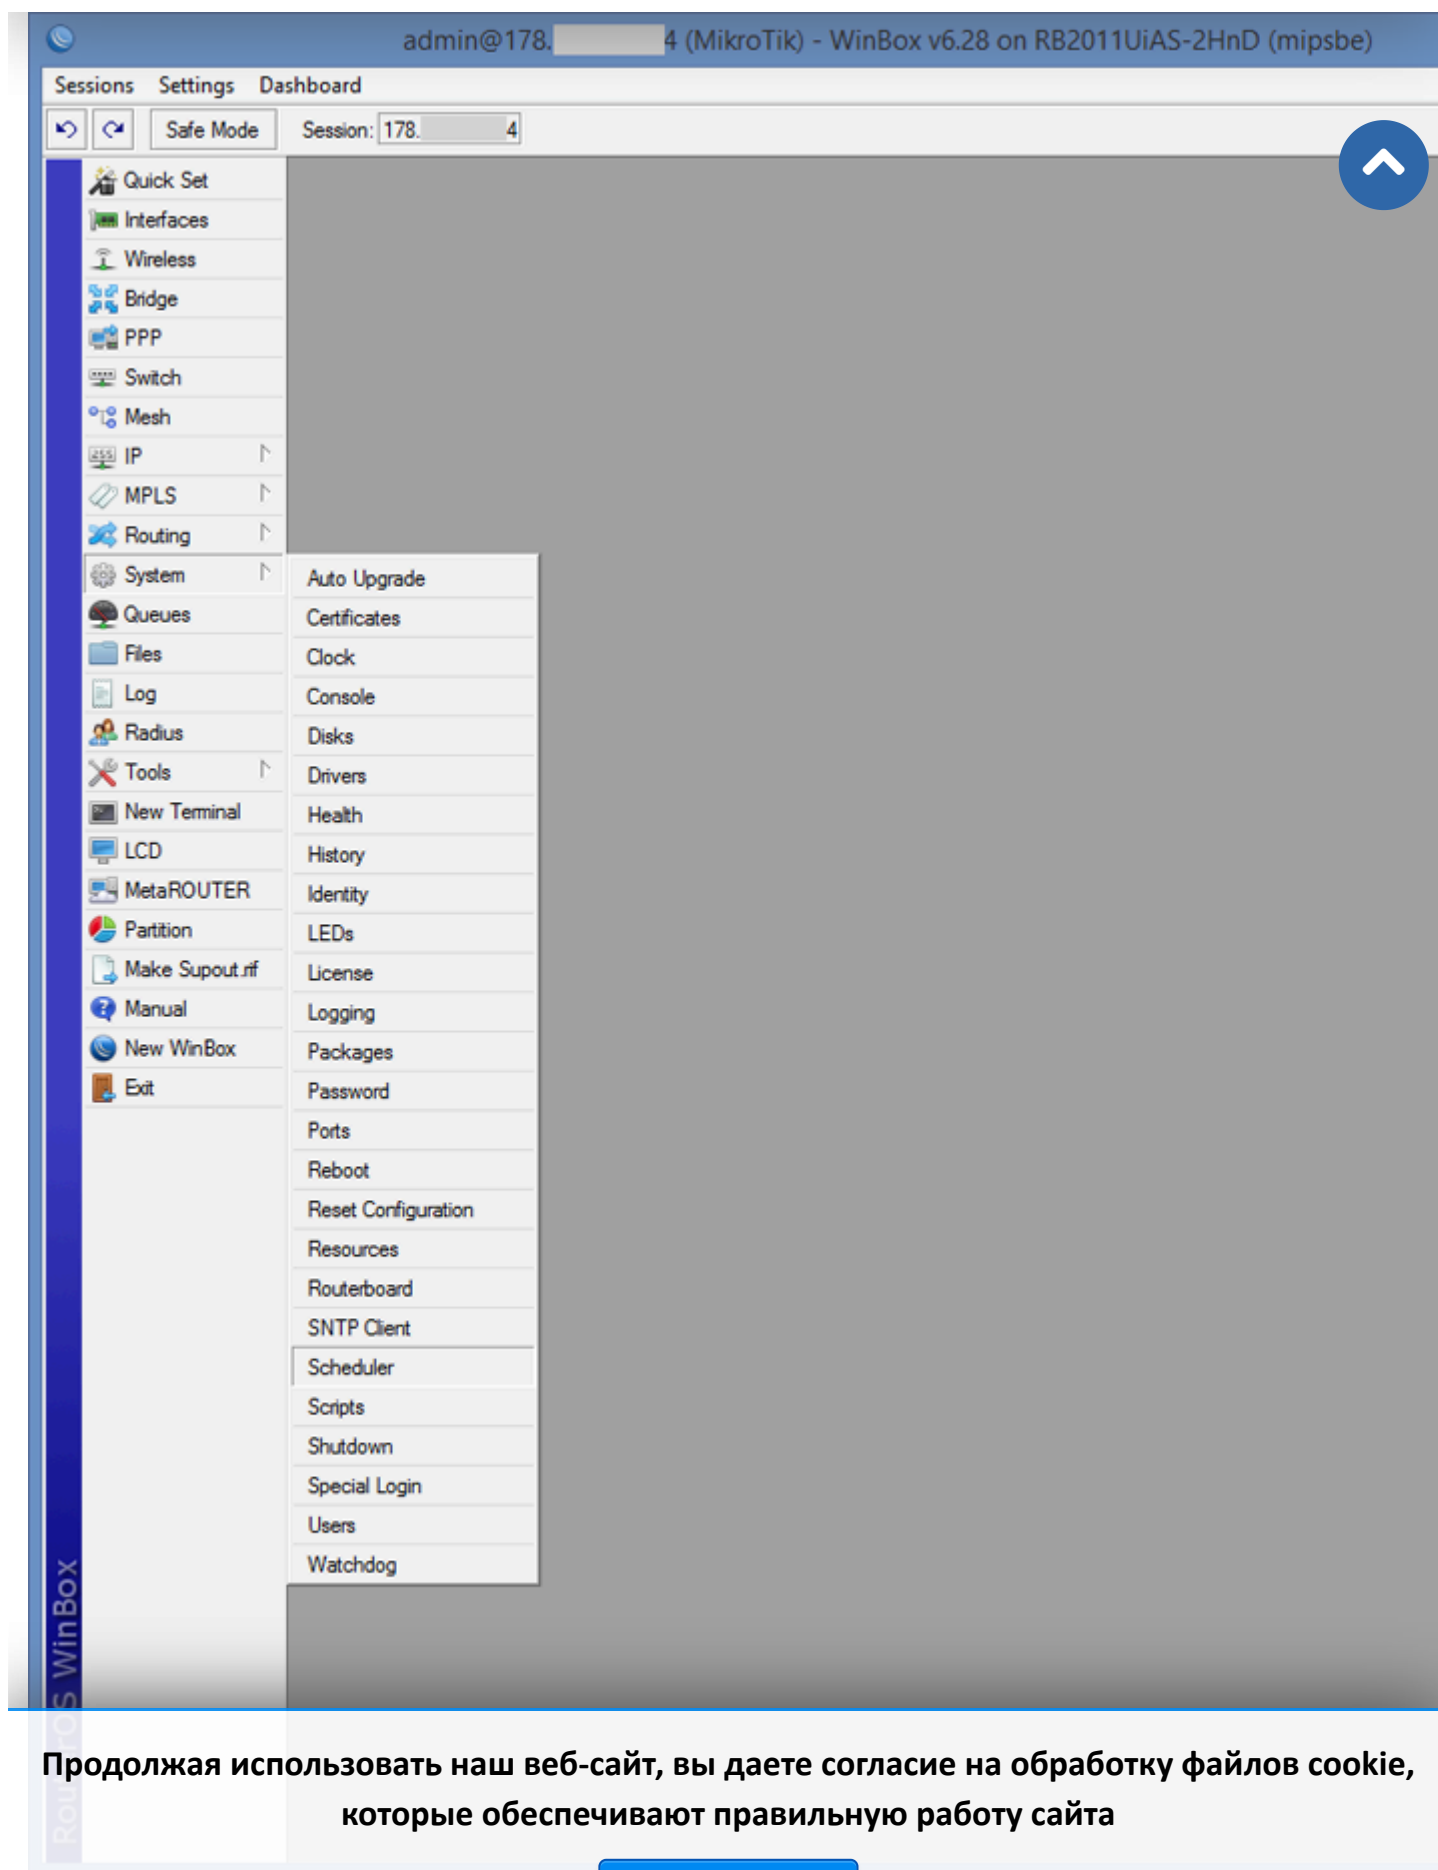 admin@178. 4 (MikroTik) - WinBox v6.28 on RB2011UiAS-2HnD (mipsbe)
Sessions Settings Dashboard
Safe Mode Session: 178. 4
Quick Set
Interfaces
Wireless
Bridge
PPP
Switch
Mesh
IP
MPLS
Routing
System
Queues
Files
Log
Radius
Tools
New Terminal
LCD
MetaROUTER
Partition
Make Supout.rif
Manual
New WinBox
Exit
Auto Upgrade
Certificates
Clock
Console
Disks
Drivers
Health
History
Identity
LEDs
License
Logging
Packages
Password
Ports
Reboot
Reset Configuration
Resources
Routerboard
SNTP Client
Scheduler
Scripts
Shutdown
Special Login
Users
Watchdog
RouterOS WinBox
Продолжая использовать наш веб-сайт, вы даете согласие на обработку файлов cookie,
которые обеспечивают правильную работу сайта